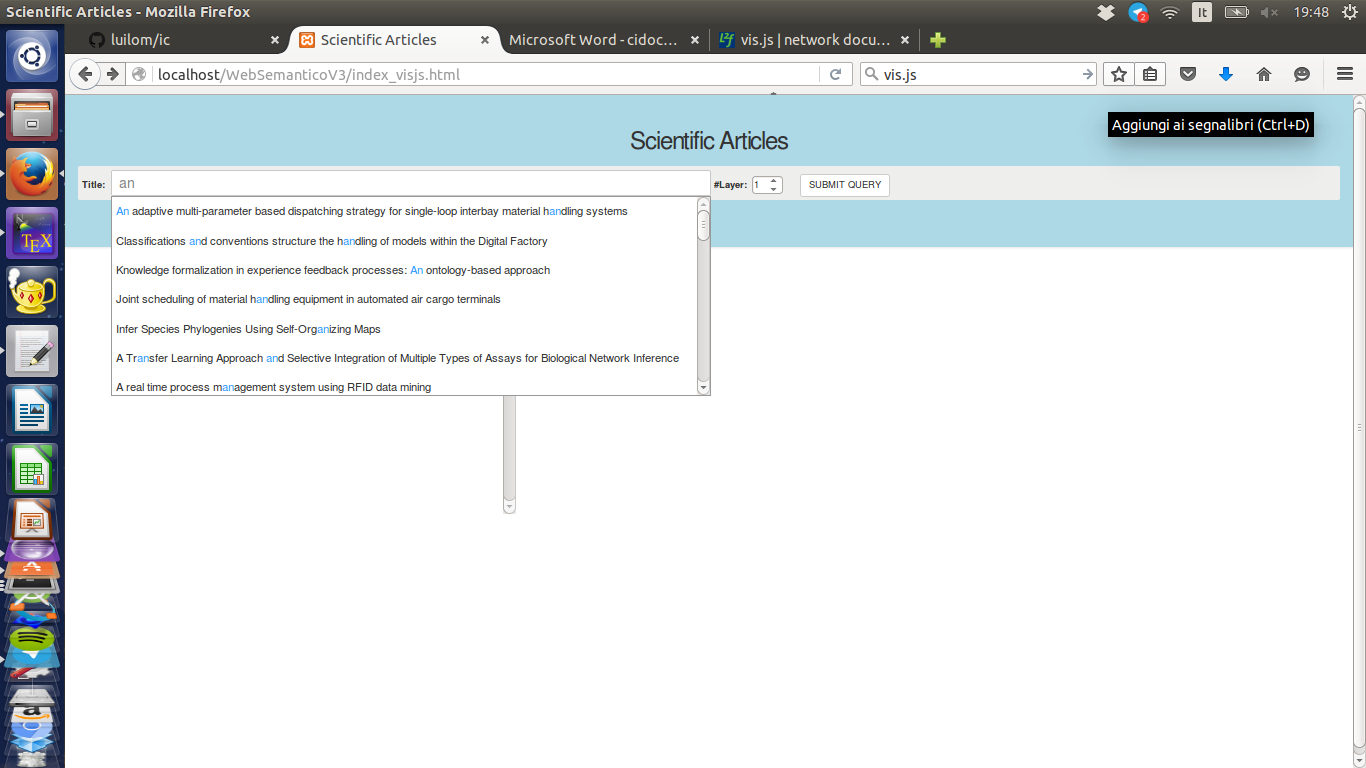 Scientific Articles - Mozilla Firefox
2
It
19:48
luilom/ic
Scientific Articles
Microsoft Word - cidoc...
vis.js | network docu...
localhost/WebSemanticoV3/index_visjs.html
vis.js
Aggiungi ai segnalibri (Ctrl+D)
Scientific Articles
Title:
an
#Layer:
1
SUBMIT QUERY
An adaptive multi-parameter based dispatching strategy for single-loop interbay material handling systems
Classifications and conventions structure the handling of models within the Digital Factory
Knowledge formalization in experience feedback processes: An ontology-based approach
Joint scheduling of material handling equipment in automated air cargo terminals
Infer Species Phylogenies Using Self-Organizing Maps
A Transfer Learning Approach and Selective Integration of Multiple Types of Assays for Biological Network Inference
A real time process management system using RFID data mining
TEX